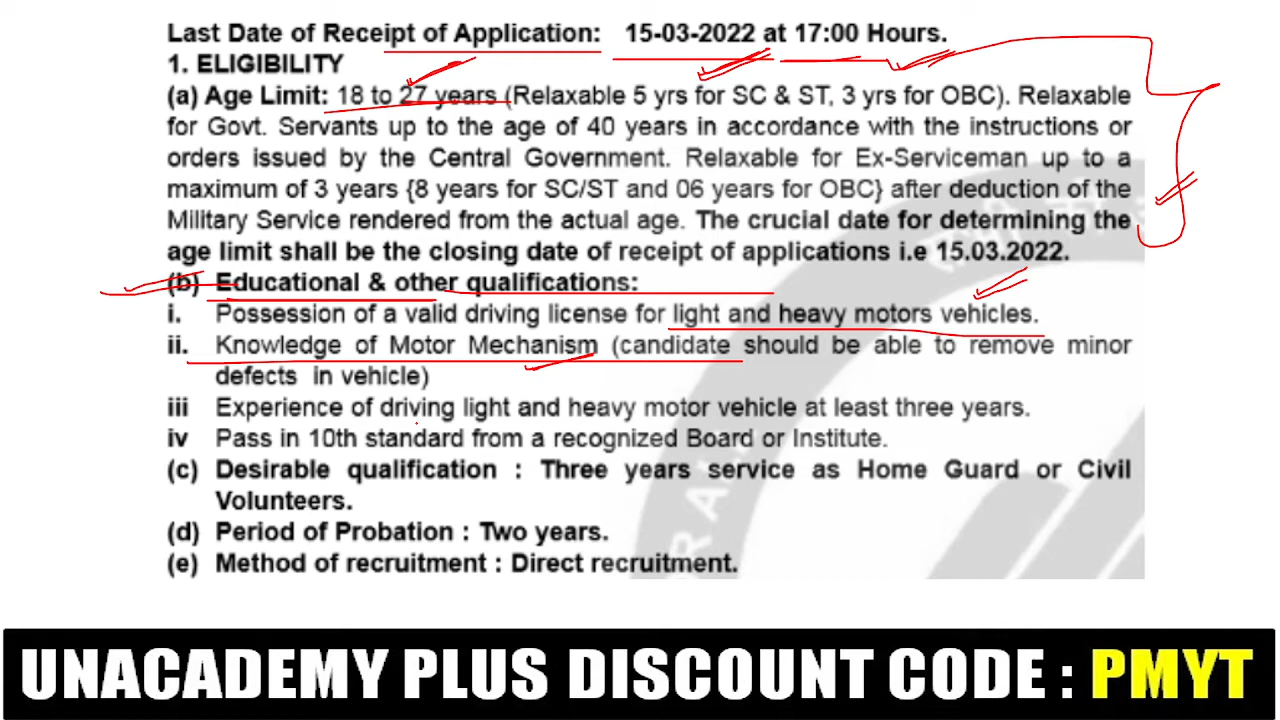 Last Date of Receipt of Application: 15-03-2022 at 17:00 Hours.
1. ELIGIBILITY
(a) Age Limit: 18 to 27 years (Relaxable 5 yrs for SC & ST, 3 yrs for OBC). Relaxable
for Govt. Servants up to the age of 40 years in accordance with the instructions or
orders issued by the Central Government. Relaxable for Ex-Serviceman up to a
maximum of 3 years {8 years for SC/ST and 06 years for OBC} after deduction of the
Military Service rendered from the actual age. The crucial date for determining the
age limit shall be the closing date of receipt of applications i.e 15.03.2022.
(b) Educational & other qualifications:
i. Possession of a valid driving license for light and heavy motors vehicles.
ii. Knowledge of Motor Mechanism (candidate should be able to remove minor
defects in vehicle)
iii Experience of driving light and heavy motor vehicle at least three years.
iv Pass in 10th standard from a recognized Board or Institute.
(c) Desirable qualification : Three years service as Home Guard or Civil
Volunteers.
(d) Period of Probation : Two years.
(e) Method of recruitment : Direct recruitment.
UNACADEMY PLUS DISCOUNT CODE : PMYT